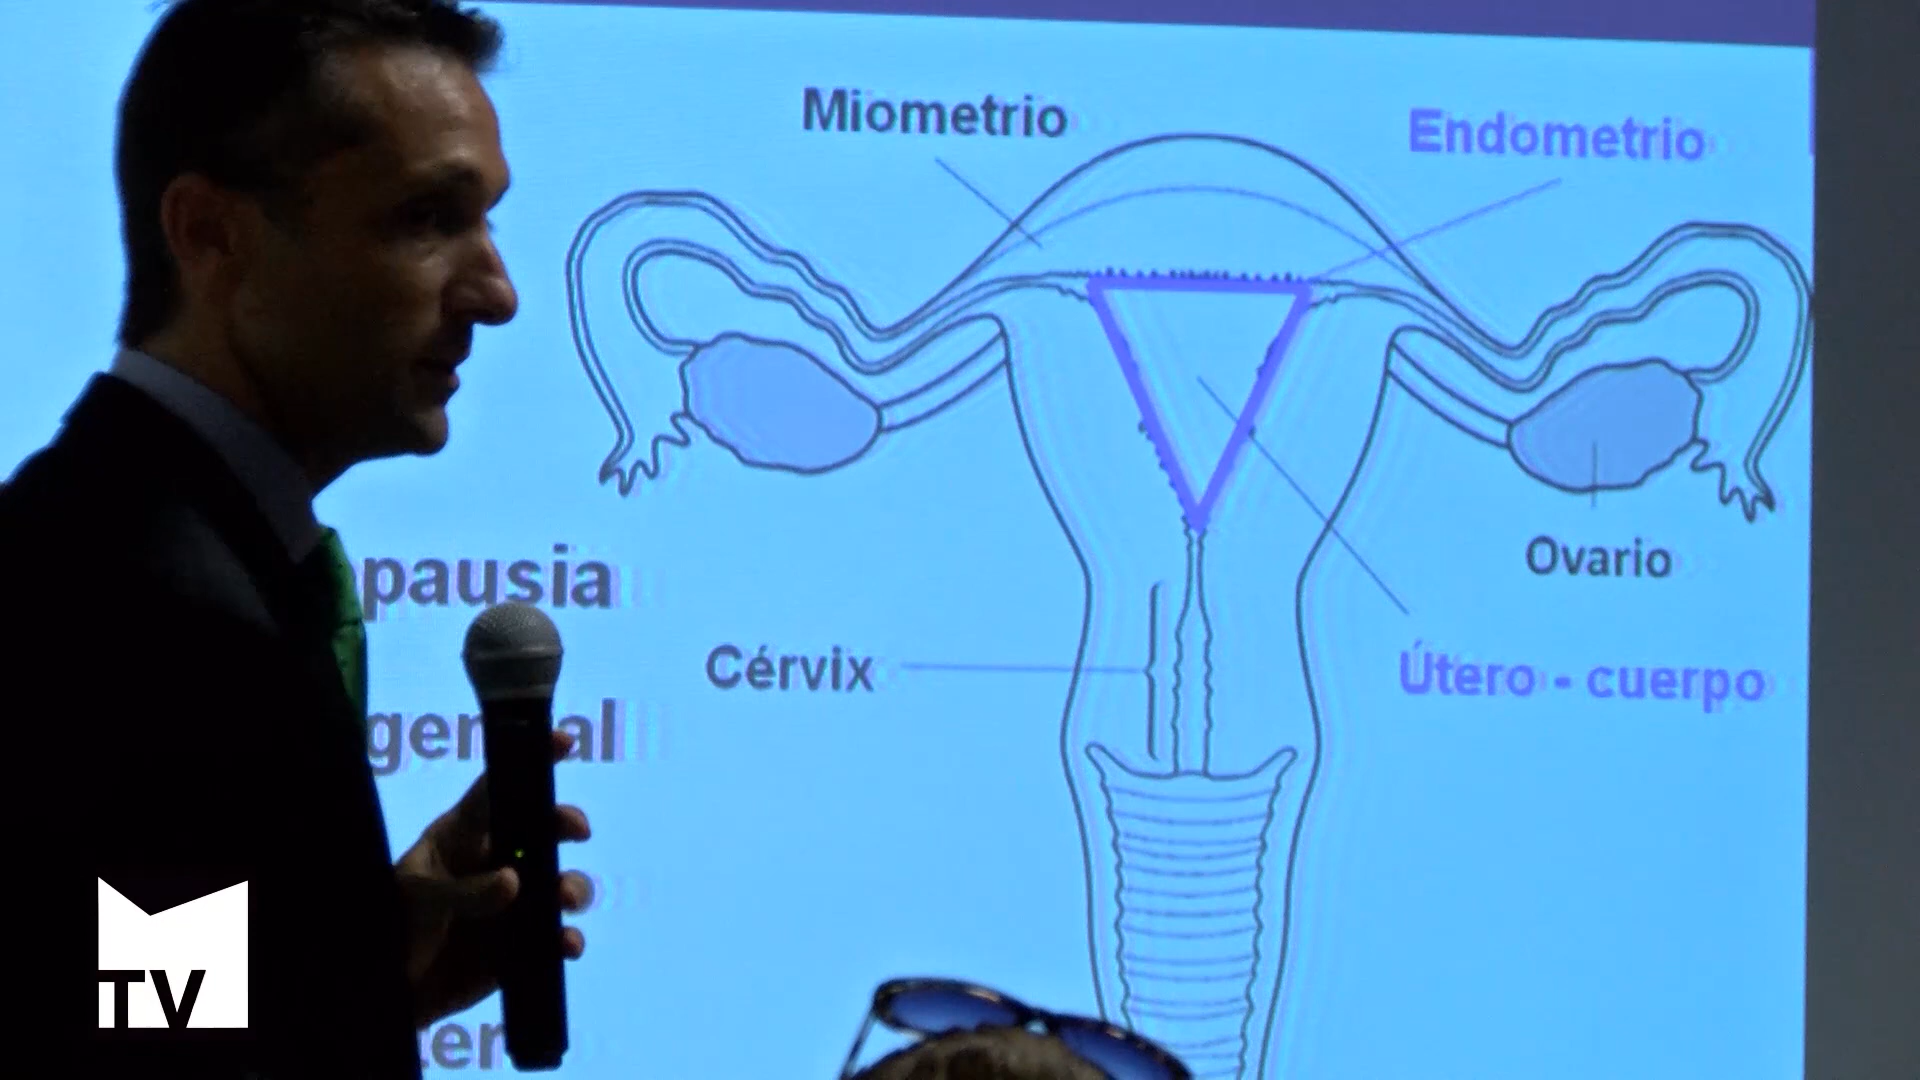 Miometrio
Endometrio
Ovario
pausia
Cérvix
Útero - cuerpo
TV